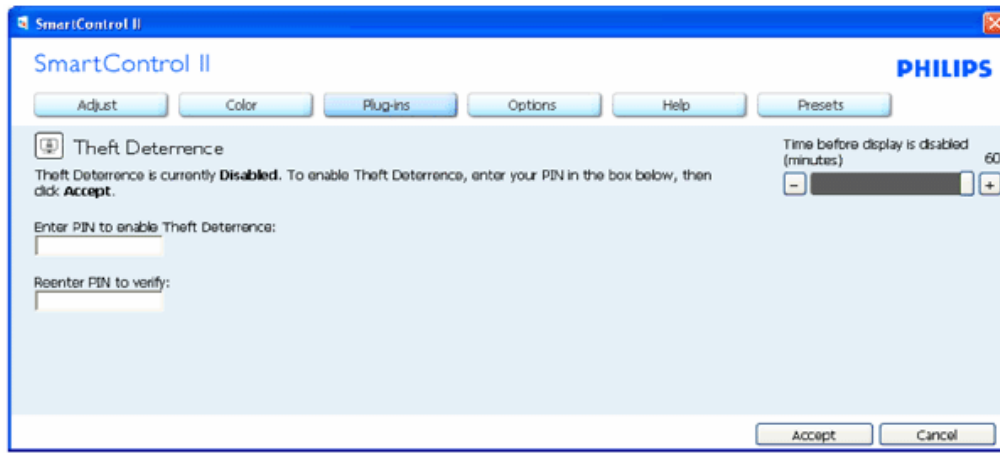 SmartControl II
SmartControl II
PHILIPS
Adjust Color Plug-ins Options Help Presets
Theft Deterrence
Theft Deterrence is currently Disabled. To enable Theft Deterrence, enter your PIN in the box below, then
click Accept.
Time before display is disabled
(minutes) 60
- +
Enter PIN to enable Theft Deterrence:
Reenter PIN to verify:
Accept Cancel